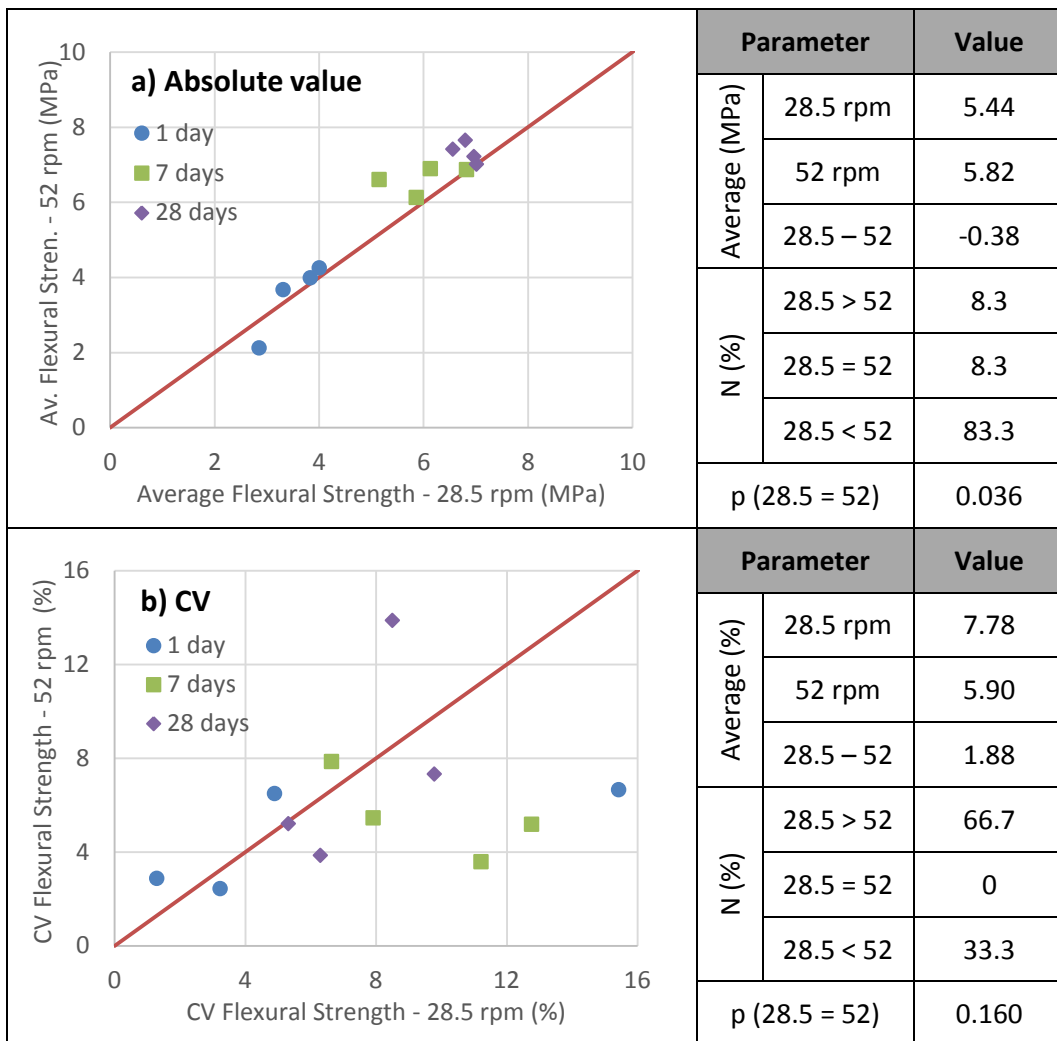 a) Absolute value
1 day
7 days
28 days
10
8
6
4
2
0
0 2 4 6 8 10
Av. Flexural Stren. - 52 rpm (MPa)
Average Flexural Strength - 28.5 rpm (MPa)
Parameter Value
Average (MPa)
28.5 rpm 5.44
52 rpm 5.82
28.5 – 52 -0.38
N (%)
28.5 > 52 8.3
28.5 = 52 8.3
28.5 < 52 83.3
p (28.5 = 52) 0.036
b) CV
1 day
7 days
28 days
16
12
8
4
0
0 4 8 12 16
CV Flexural Strength - 52 rpm (%)
CV Flexural Strength - 28.5 rpm (%)
Parameter Value
Average (%)
28.5 rpm 7.78
52 rpm 5.90
28.5 – 52 1.88
N (%)
28.5 > 52 66.7
28.5 = 52 0
28.5 < 52 33.3
p (28.5 = 52) 0.160